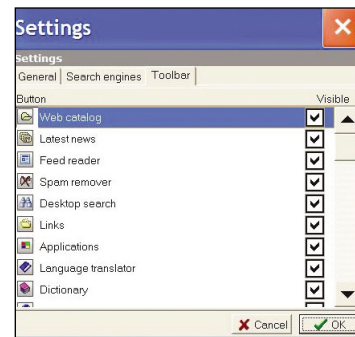 Settings
Settings
General Search engines Toolbar
Button Visible
Web catalog
Latest news
Feed reader
Spam remover
Desktop search
Links
Applications
Language translator
Dictionary
Cancel OK